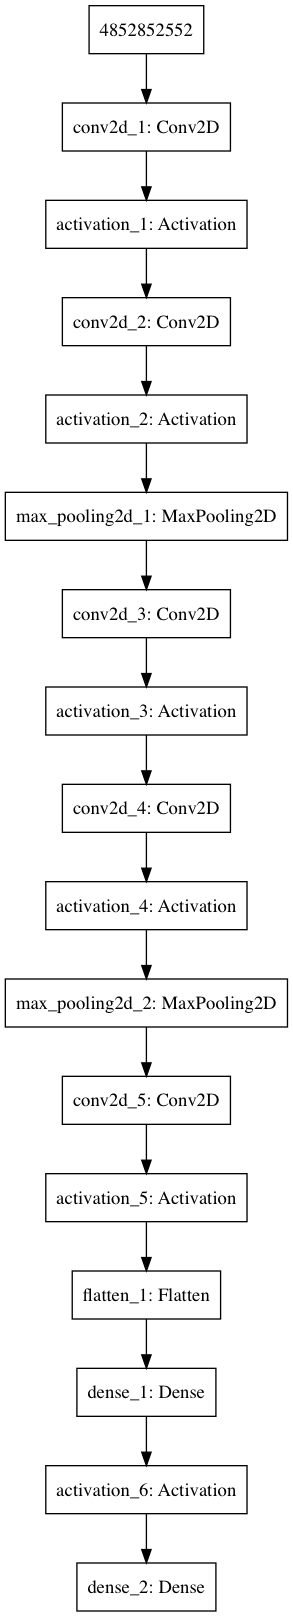 4852852552
conv2d_1: Conv2D
activation_1: Activation
conv2d_2: Conv2D
activation_2: Activation
max_pooling2d_1: MaxPooling2D
conv2d_3: Conv2D
activation_3: Activation
conv2d_4: Conv2D
activation_4: Activation
max_pooling2d_2: MaxPooling2D
conv2d_5: Conv2D
activation_5: Activation
flatten_1: Flatten
dense_1: Dense
activation_6: Activation
dense_2: Dense